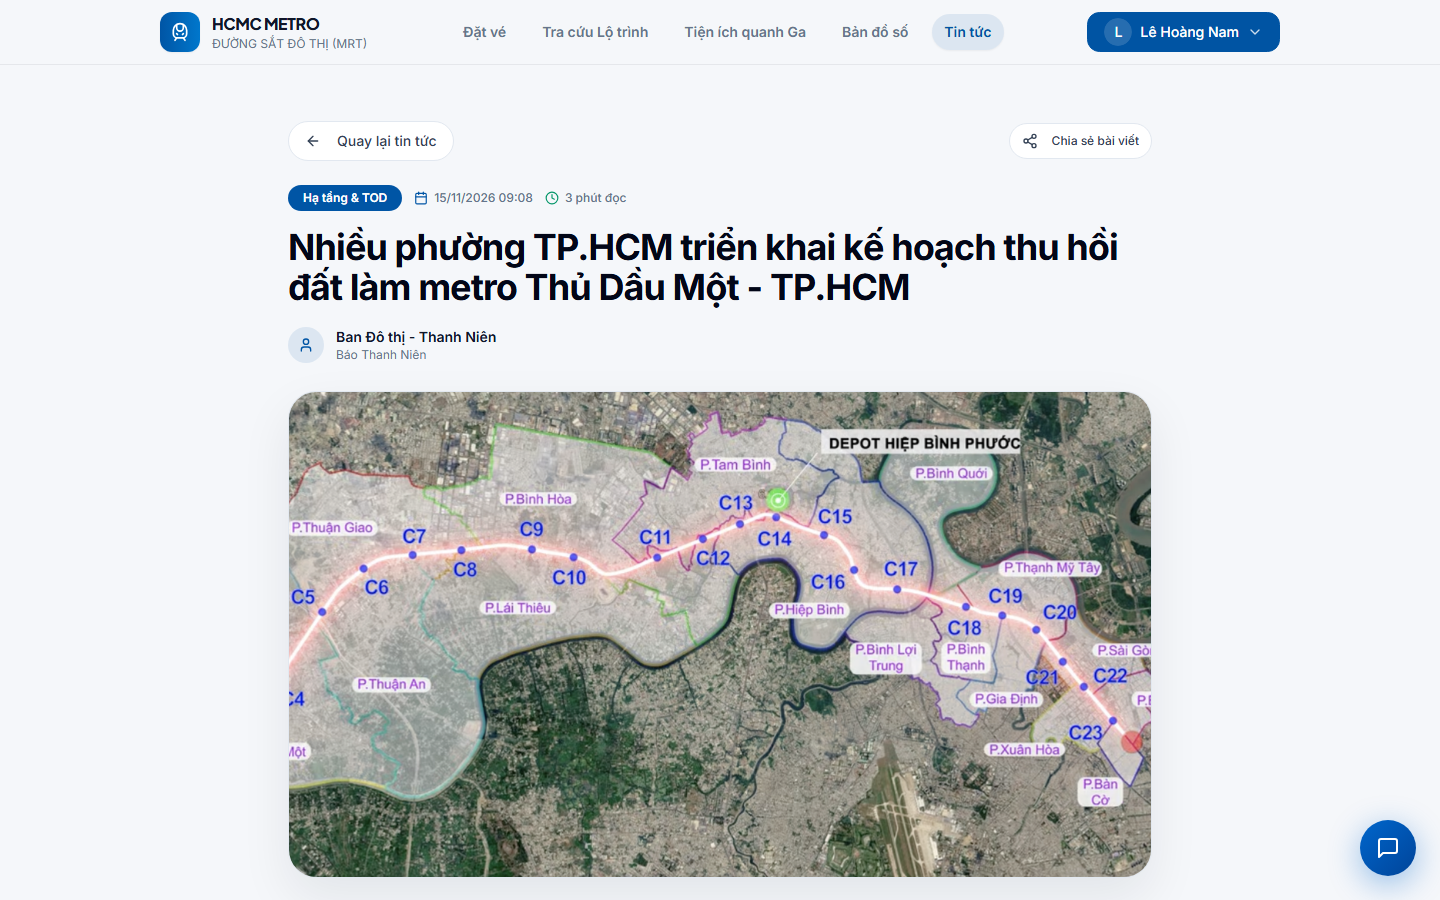 HCMC METRO
ĐƯỜNG SẮT ĐÔ THỊ (MRT)
Đặt vé
Tra cứu Lộ trình
Tiện ích quanh Ga
Bản đồ số
Tin tức
L
Lê Hoàng Nam
Quay lại tin tức
Chia sẻ bài viết
Hạ tầng & TOD
15/11/2026 09:08
3 phút đọc
Nhiều phường TP.HCM triển khai kế hoạch thu hồi
đất làm metro Thủ Dầu Một - TP.HCM
Ban Đô thị - Thanh Niên
Báo Thanh Niên
DEPOT HIỆP BÌNH PHƯỚC
P.Tam Bình
P.Bình Quới
P.Bình Hòa
P.Thuận Giao
C13
C15
C7
C9
C11
C14
C12
C8
C10
C6
C5
C16
C17
P.Thạnh Mỹ Tây
C19
C20
P.Lái Thiêu
P.Hiệp Bình
C18
P.Bình Lợi
Trung
P.Bình
Thạnh
P.Sài Gòn
C21
C22
P.Thuận An
C4
P.Gia Định
C23
P.Xuân Hòa
Một
P.Bàn
Cờ